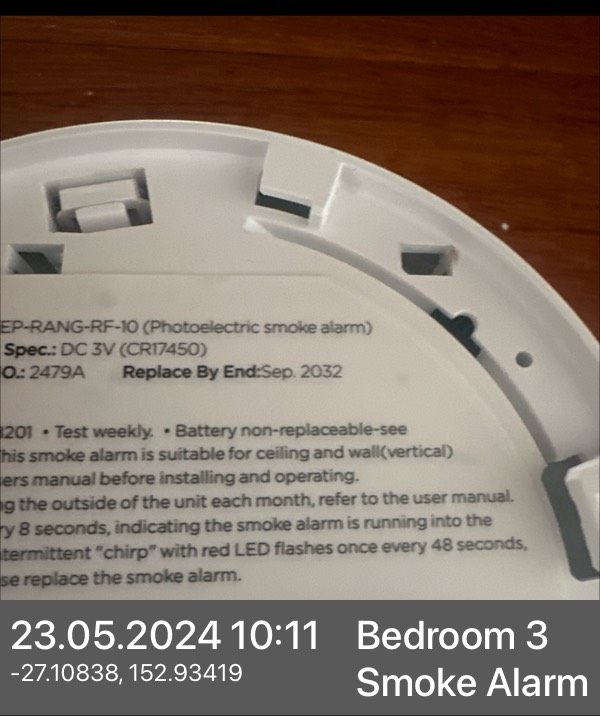 EP-RANG-RF-10 (Photoelectric smoke alarm)
Spec.: DC 3V (CR17450)
O.: 2479A Replace By End:Sep. 2032
3201 • Test weekly. • Battery non-replaceable-see
his smoke alarm is suitable for ceiling and wall(vertical)
ers manual before installing and operating.
g the outside of the unit each month, refer to the user manual.
ry 8 seconds, indicating the smoke alarm is running into the
termittent "chirp" with red LED flashes once every 48 seconds,
se replace the smoke alarm.
23.05.2024 10:11
-27.10838, 152.93419
Bedroom 3
Smoke Alarm